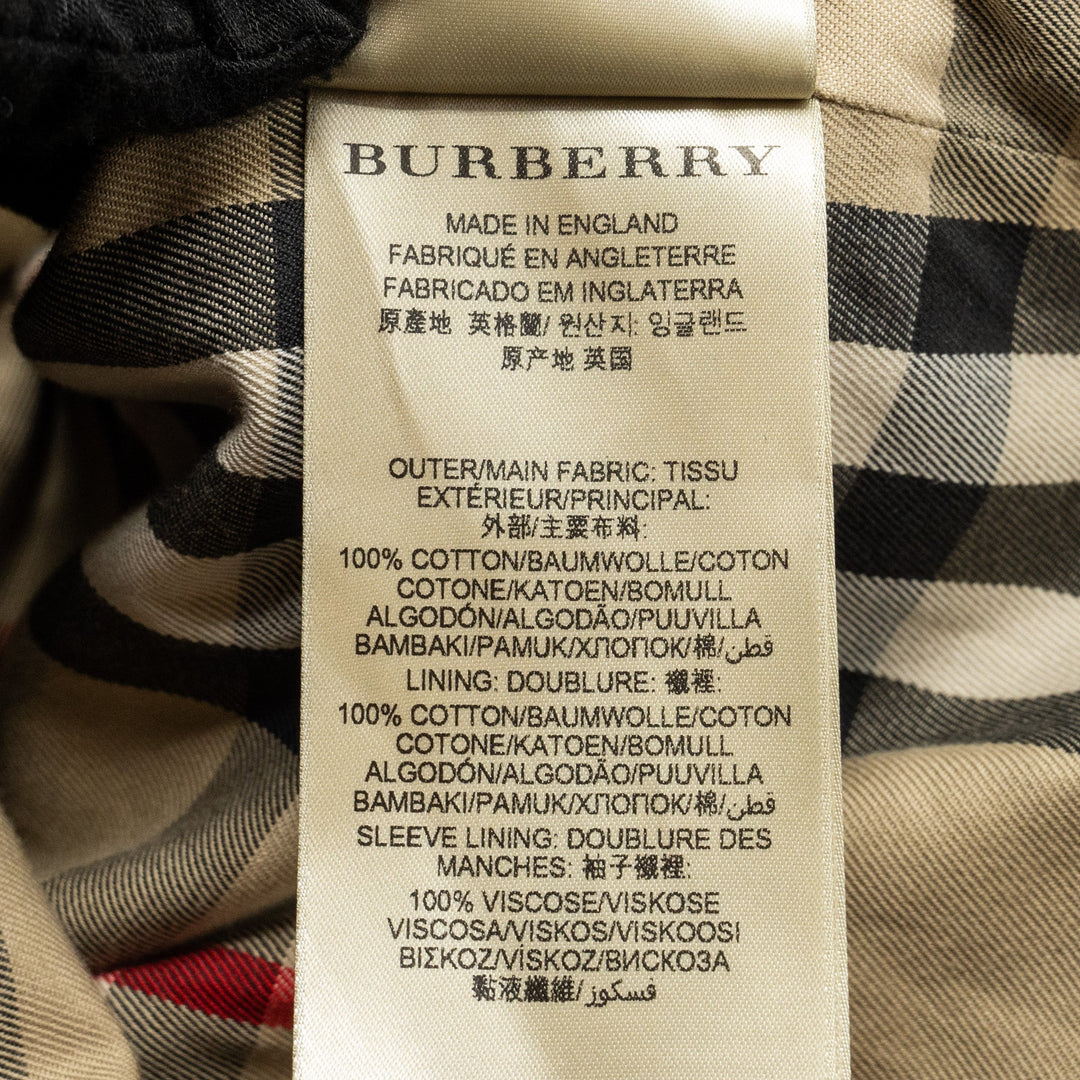 BURBERRY
MADE IN ENGLAND
FABRIQUÉ EN ANGLETERRE
FABRICADO EM INGLATERRA
原產地 英格蘭/ 원산지: 잉글랜드
原产地 英国
OUTER/MAIN FABRIC: TISSU
EXTÉRIEUR/PRINCIPAL:
外部/主要布料:
100% COTTON/BAUMWOLLE/COTON
COTONE/KATOEN/BOMULL
ALGODÓN/ALGODÃO/PUUVILLA
BAMBAKI/PAMUK/ХЛОПОК/棉/قطن
LINING: DOUBLURE: 襯裡:
100% COTTON/BAUMWOLLE/COTON
COTONE/KATOEN/BOMULL
ALGODÓN/ALGODÃO/PUUVILLA
BAMBAKI/PAMUK/ХЛОПОК/棉/قطن
SLEEVE LINING: DOUBLURE DES
MANCHES: 袖子襯裡:
100% VISCOSE/VISKOSE
VISCOSA/VISKOS/VISKOOSI
ΒΙΣΚΟΖ/VİSKOZ/ВИСКОЗА
黏液纖維/فسكوز